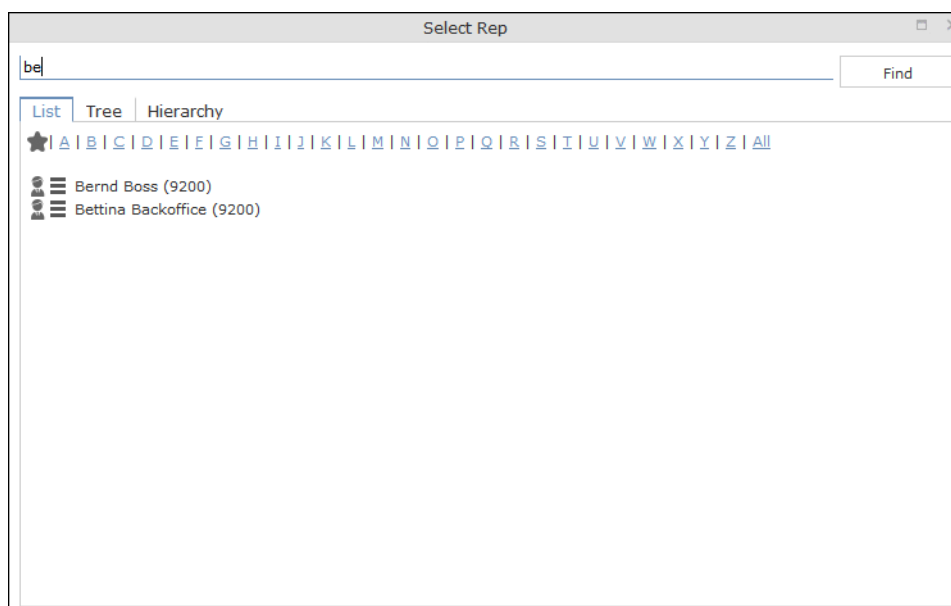 Select Rep
be
Find
List Tree Hierarchy
| A | B | C | D | E | F | G | H | I | J | K | L | M | N | O | P | Q | R | S | T | U | V | W | X | Y | Z | All
Bernd Boss (9200)
Bettina Backoffice (9200)